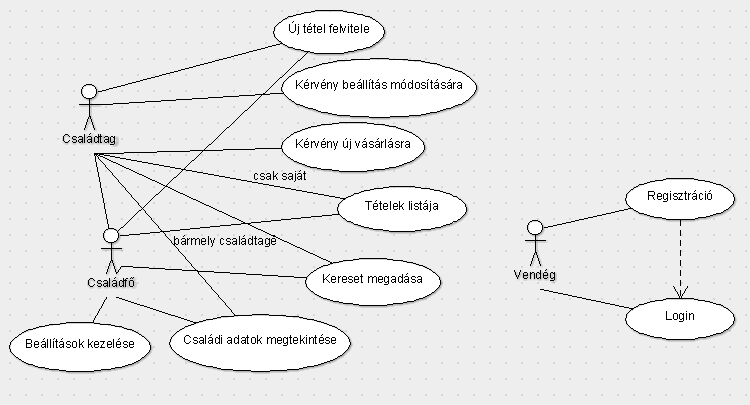 Új tétel felvitele
Kérvény beállítás módosítására
Családtag
Kérvény új vásárlásra
csak saját
Tételek listája
Regisztráció
bármely családtagé
Vendég
Családfő
Kereset megadása
Login
Beállítások kezelése
Családi adatok megtekintése